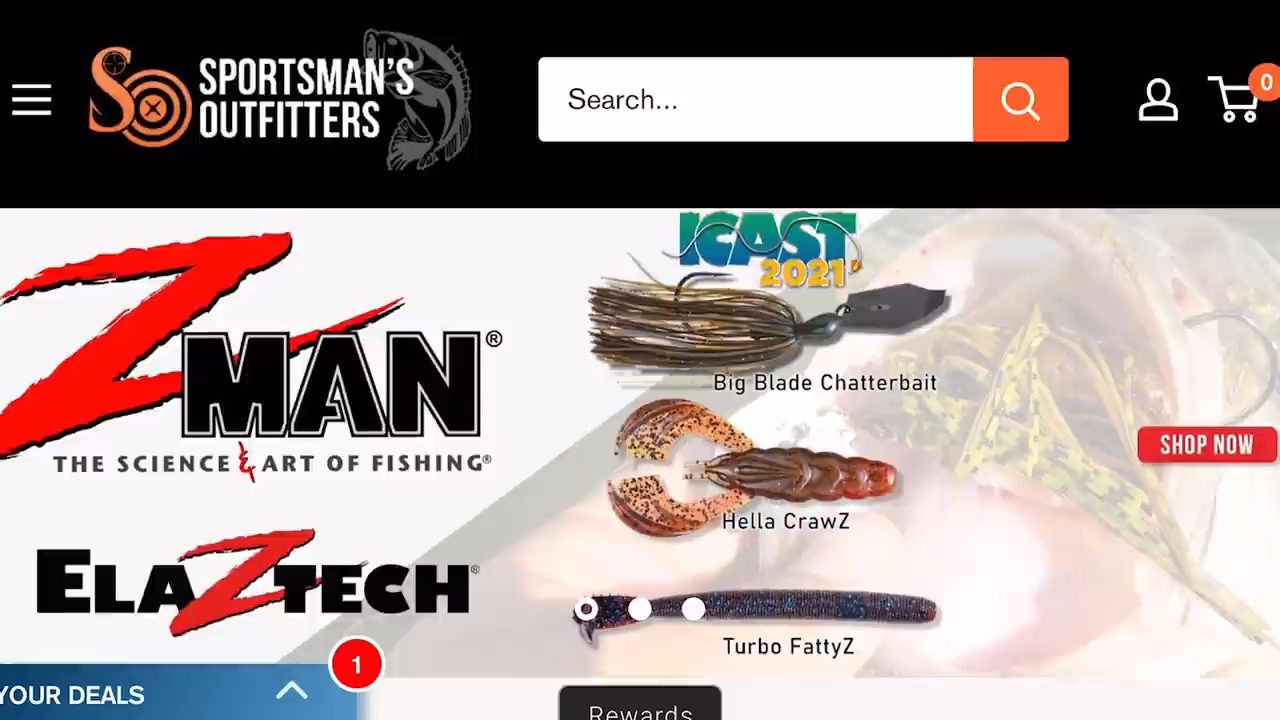 SPORTSMAN'S
OUTFITTERS
Search...
0
ICAST
2021
ZMAN®
THE SCIENCE & ART OF FISHING®
ELAZTECH®
Big Blade Chatterbait
Hella CrawZ
Turbo FattyZ
SHOP NOW
YOUR DEALS
1
Rewards